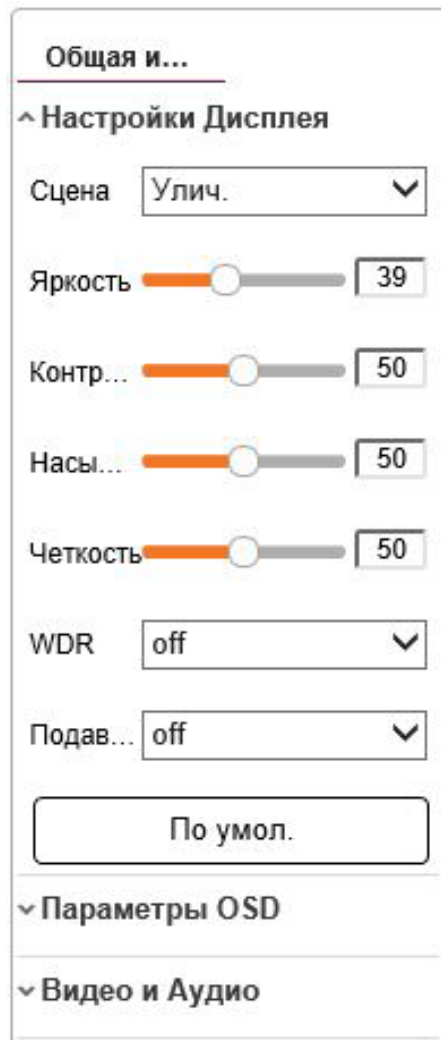 Общая и...
Настройки Дисплея
Сцена Улич.
Яркость 39
Контр... 50
Насы... 50
Четкость 50
WDR off
Подав... off
По умол.
Параметры OSD
Видео и Аудио